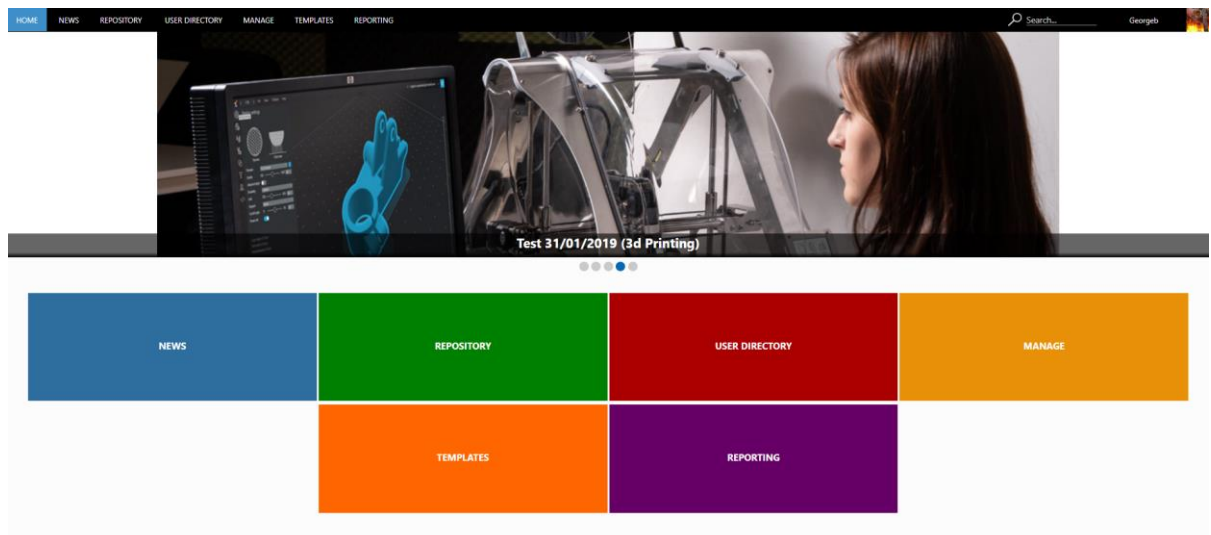 HOME NEWS REPOSITORY USER DIRECTORY MANAGE TEMPLATES REPORTING Search... Georgeb
Test 31/01/2019 (3d Printing)
NEWS REPOSITORY USER DIRECTORY MANAGE
TEMPLATES REPORTING